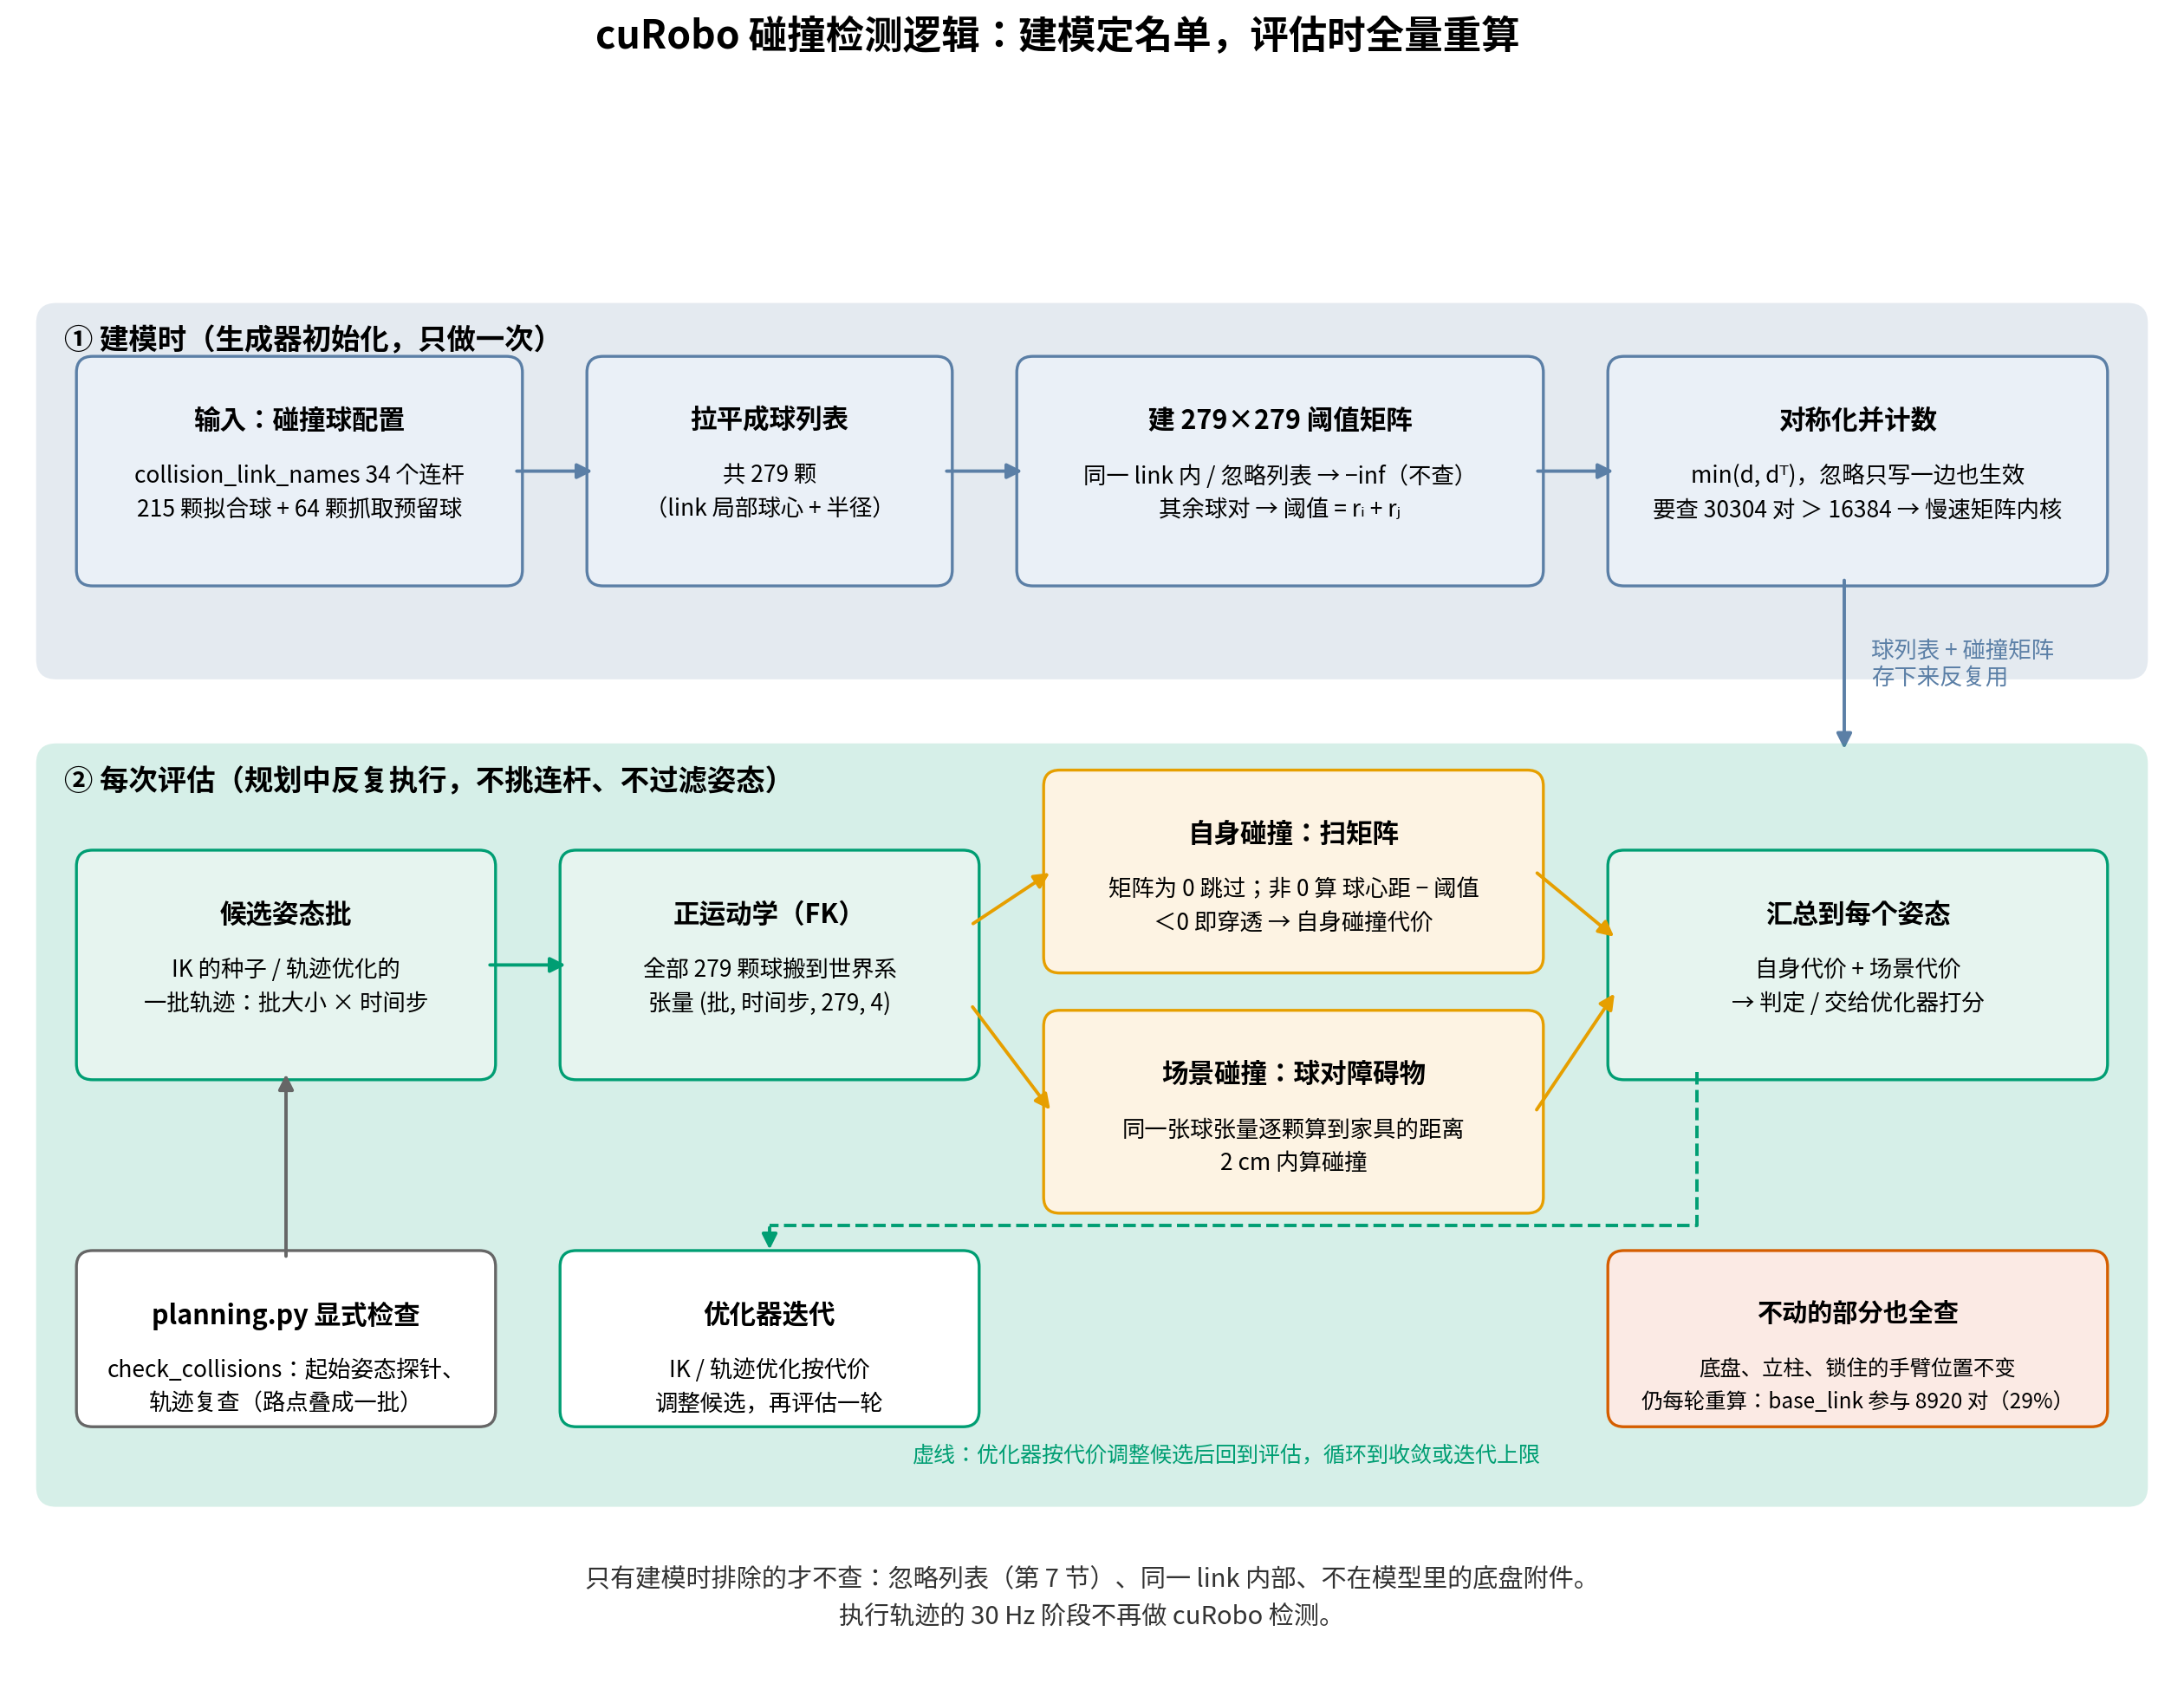 cuRobo 碰撞检测逻辑：建模定名单，评估时全量重算
① 建模时（生成器初始化，只做一次）
输入：碰撞球配置
collision_link_names 34 个连杆
215 颗拟合球 + 64 颗抓取预留球
拉平成球列表
共 279 颗
（link 局部球心 + 半径）
建 279×279 阈值矩阵
同一 link 内 / 忽略列表 → −inf（不查）
其余球对 → 阈值 = rᵢ + rⱼ
对称化并计数
min(d, dᵀ)，忽略只写一边也生效
要查 30304 对 ＞ 16384 → 慢速矩阵内核
球列表 + 碰撞矩阵
存下来反复用
② 每次评估（规划中反复执行，不挑连杆、不过滤姿态）
候选姿态批
IK 的种子 / 轨迹优化的
一批轨迹：批大小 × 时间步
正运动学（FK）
全部 279 颗球搬到世界系
张量 (批, 时间步, 279, 4)
自身碰撞：扫矩阵
矩阵为 0 跳过；非 0 算 球心距 − 阈值
＜0 即穿透 → 自身碰撞代价
场景碰撞：球对障碍物
同一张球张量逐颗算到家具的距离
2 cm 内算碰撞
汇总到每个姿态
自身代价 + 场景代价
→ 判定 / 交给优化器打分
planning.py 显式检查
check_collisions：起始姿态探针、
轨迹复查（路点叠成一批）
优化器迭代
IK / 轨迹优化按代价
调整候选，再评估一轮
不动的部分也全查
底盘、立柱、锁住的手臂位置不变
仍每轮重算：base_link 参与 8920 对（29%）
虚线：优化器按代价调整候选后回到评估，循环到收敛或迭代上限
只有建模时排除的才不查：忽略列表（第 7 节）、同一 link 内部、不在模型里的底盘附件。
执行轨迹的 30 Hz 阶段不再做 cuRobo 检测。